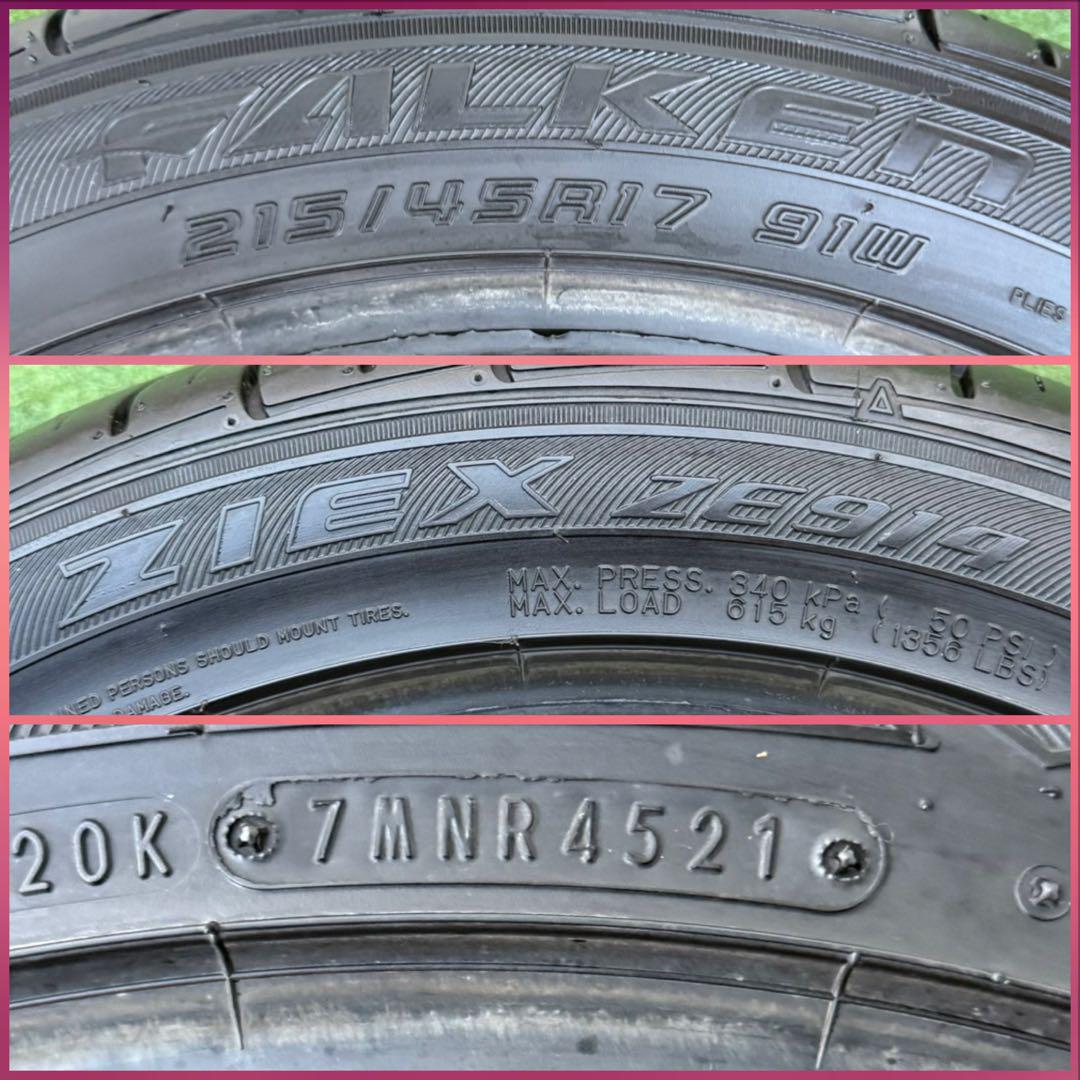 FALKEN
215/45R17 91W
PLIES
ZIEX ZE914
MAX. PRESS. 340 kPa ( 50 PSI )
MAX. LOAD 615 kg (1356 LBS)
PERSONS SHOULD MOUNT TIRES.
DAMAGE.
20K 7MNR4521